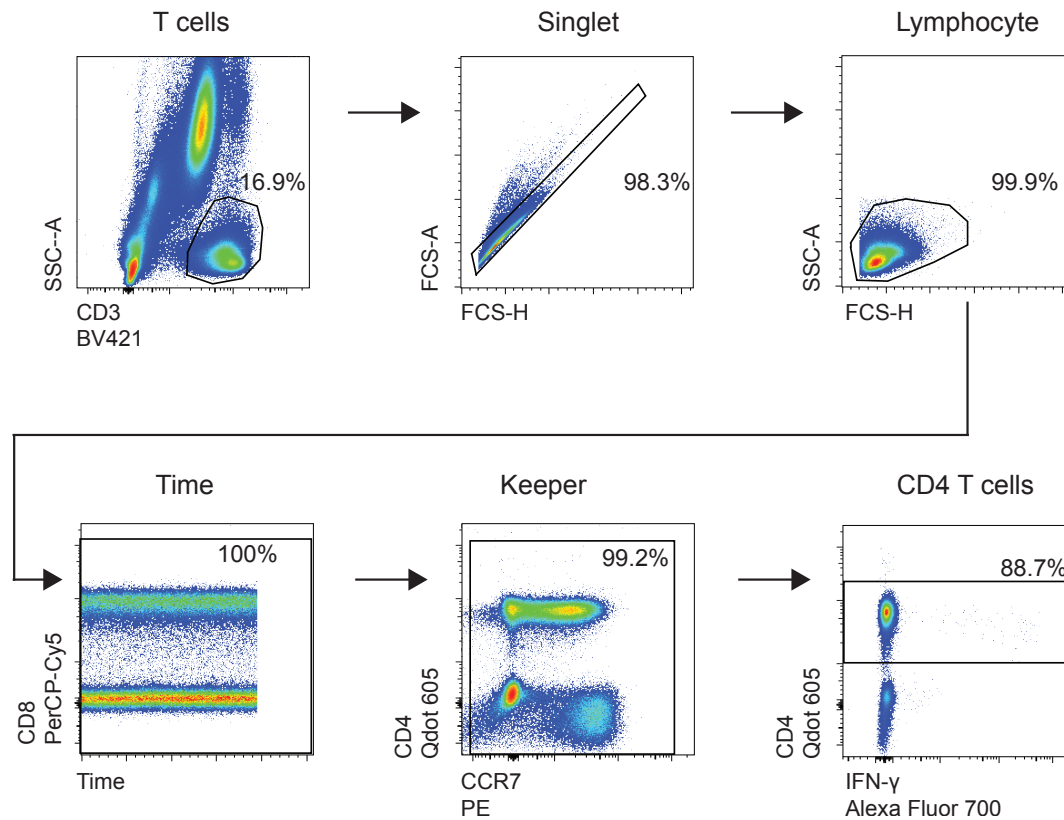 T cells
Singlet
Lymphocyte
16.9%
98.3%
99.9%
SSC--A
FCS-A
SSC-A
CD3
BV421
FCS-H
FCS-H
Time
Keeper
CD4 T cells
100%
99.2%
88.7%
CD8
PerCP-Cy5
CD4
Qdot 605
CD4
Qdot 605
Time
CCR7
PE
IFN-γ
Alexa Fluor 700